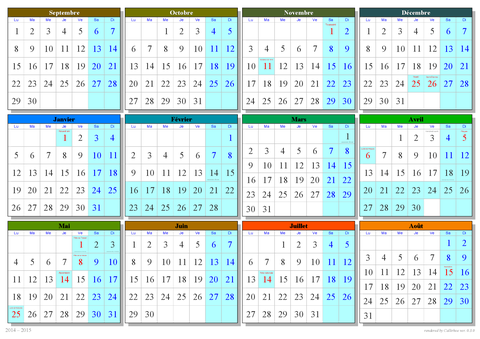 Septembre
Lu Ma Me Je Ve Sa Di
1 2 3 4 5 6 7
8 9 10 11 12 13 14
15 16 17 18 19 20 21
22 23 24 25 26 27 28
29 30
Octobre
Lu Ma Me Je Ve Sa Di
1 2 3 4 5
6 7 8 9 10 11 12
13 14 15 16 17 18 19
20 21 22 23 24 25 26
27 28 29 30 31
Novembre
Lu Ma Me Je Ve Sa Di
1 2
3 4 5 6 7 8 9
10 11 12 13 14 15 16
17 18 19 20 21 22 23
24 25 26 27 28 29 30
Décembre
Lu Ma Me Je Ve Sa Di
1 2 3 4 5 6 7
8 9 10 11 12 13 14
15 16 17 18 19 20 21
22 23 24 25 26 27 28
29 30 31
Janvier
Lu Ma Me Je Ve Sa Di
1 2 3 4
5 6 7 8 9 10 11
12 13 14 15 16 17 18
19 20 21 22 23 24 25
26 27 28 29 30 31
Février
Lu Ma Me Je Ve Sa Di
1
2 3 4 5 6 7 8
9 10 11 12 13 14 15
16 17 18 19 20 21 22
23 24 25 26 27 28
Mars
Lu Ma Me Je Ve Sa Di
1
2 3 4 5 6 7 8
9 10 11 12 13 14 15
16 17 18 19 20 21 22
23 24 25 26 27 28 29
30 31
Avril
Lu Ma Me Je Ve Sa Di
1 2 3 4 5
6 7 8 9 10 11 12
13 14 15 16 17 18 19
20 21 22 23 24 25 26
27 28 29 30
Mai
Lu Ma Me Je Ve Sa Di
1 2 3
4 5 6 7 8 9 10
11 12 13 14 15 16 17
18 19 20 21 22 23 24
25 26 27 28 29 30 31
Juin
Lu Ma Me Je Ve Sa Di
1 2 3 4 5 6 7
8 9 10 11 12 13 14
15 16 17 18 19 20 21
22 23 24 25 26 27 28
29 30
Juillet
Lu Ma Me Je Ve Sa Di
1 2 3 4 5
6 7 8 9 10 11 12
13 14 15 16 17 18 19
20 21 22 23 24 25 26
27 28 29 30 31
Août
Lu Ma Me Je Ve Sa Di
1 2
3 4 5 6 7 8 9
10 11 12 13 14 15 16
17 18 19 20 21 22 23
24 25 26 27 28 29 30
31
2014 - 2015